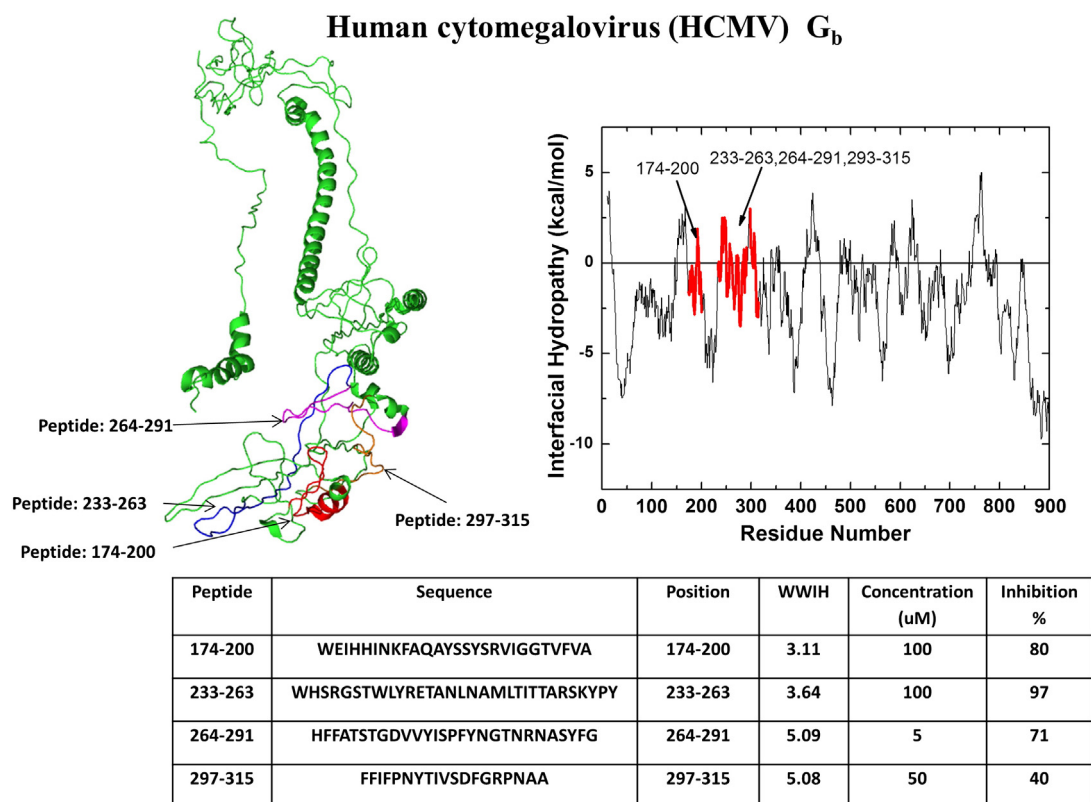 Human cytomegalovirus (HCMV) Gb
Peptide: 264-291
Peptide: 233-263
Peptide: 174-200
Peptide: 297-315
Interfacial Hydropathy (kcal/mol)
5
0
-5
-10
174-200
233-263,264-291,293-315
0 100 200 300 400 500 600 700 800 900
Residue Number
Peptide Sequence Position WWIH Concentration (uM) Inhibition %
174-200 WEIHHINKFAQAYSSYSRVIGGTVFVA 174-200 3.11 100 80
233-263 WHSRGSTWLYRETANLNAMLTITTARSKYPY 233-263 3.64 100 97
264-291 HFFATSTGDVVYISPFYNGTNRNASYFG 264-291 5.09 5 71
297-315 FFIFPNYTIVSDFGRPNAA 297-315 5.08 50 40